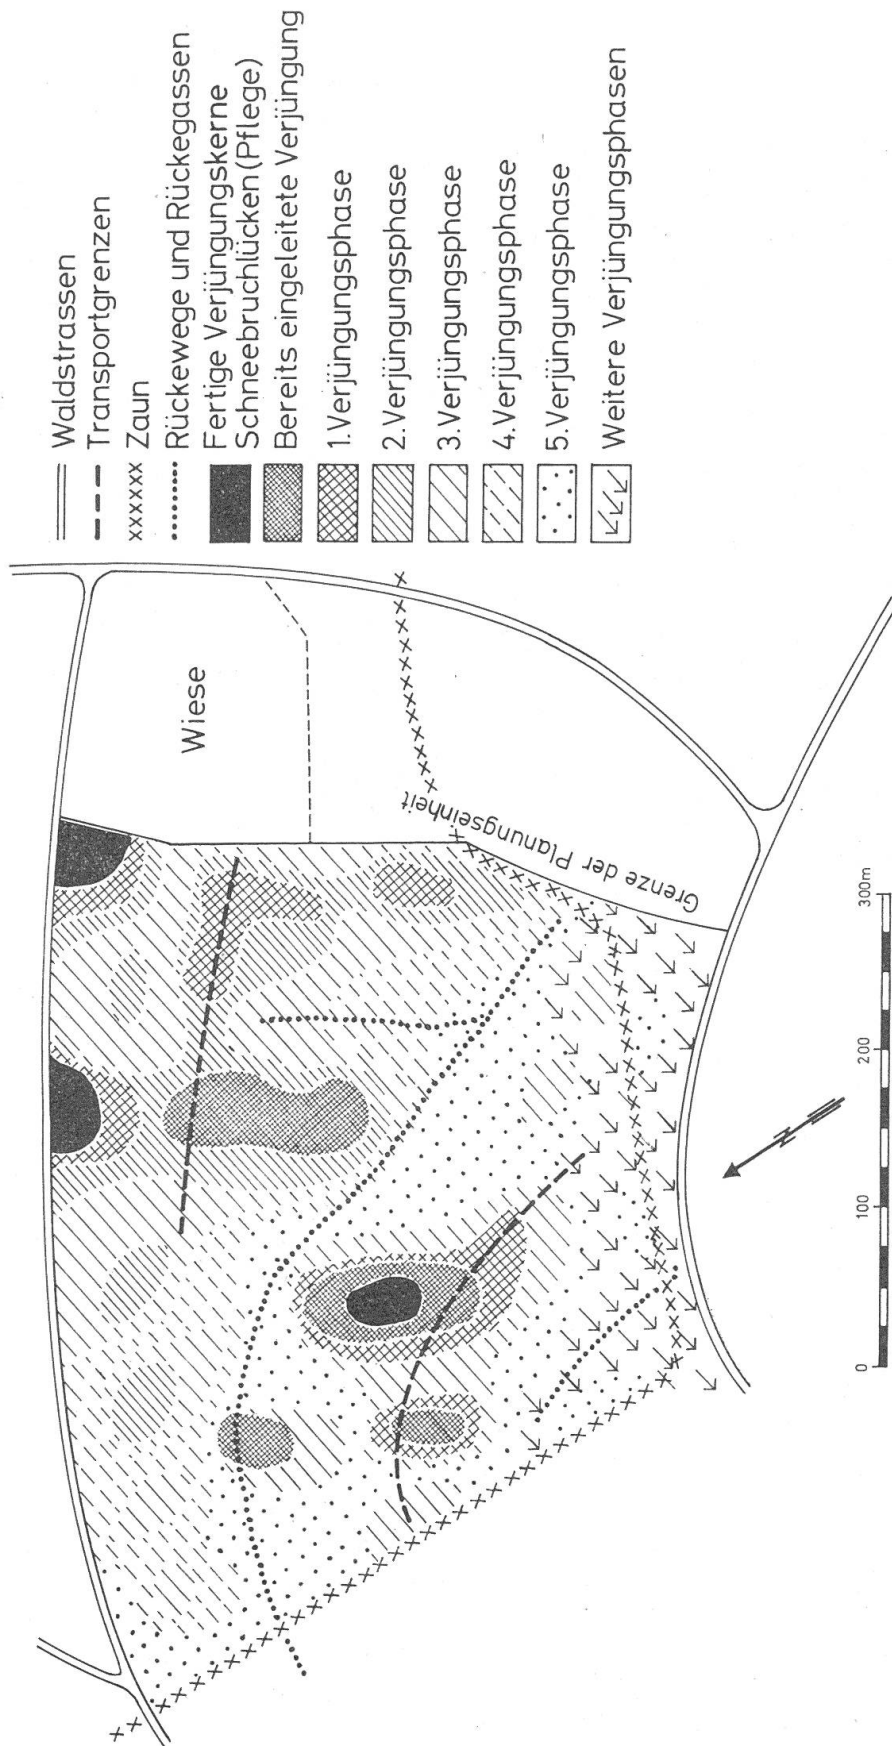 Waldstrassen
Transportgrenzen
xxxxxx Zaun
Rückewege und Rückegassen
Fertige Verjüngungskerne
Schneebruchlücken (Pflege)
Bereits eingeleitete Verjüngung
1.Verjüngungsphase
2.Verjüngungsphase
3.Verjüngungsphase
4.Verjüngungsphase
5.Verjüngungsphase
Weitere Verjüngungsphasen
Wiese
Grenze der Planungseinheit
N
0 100 200 300m